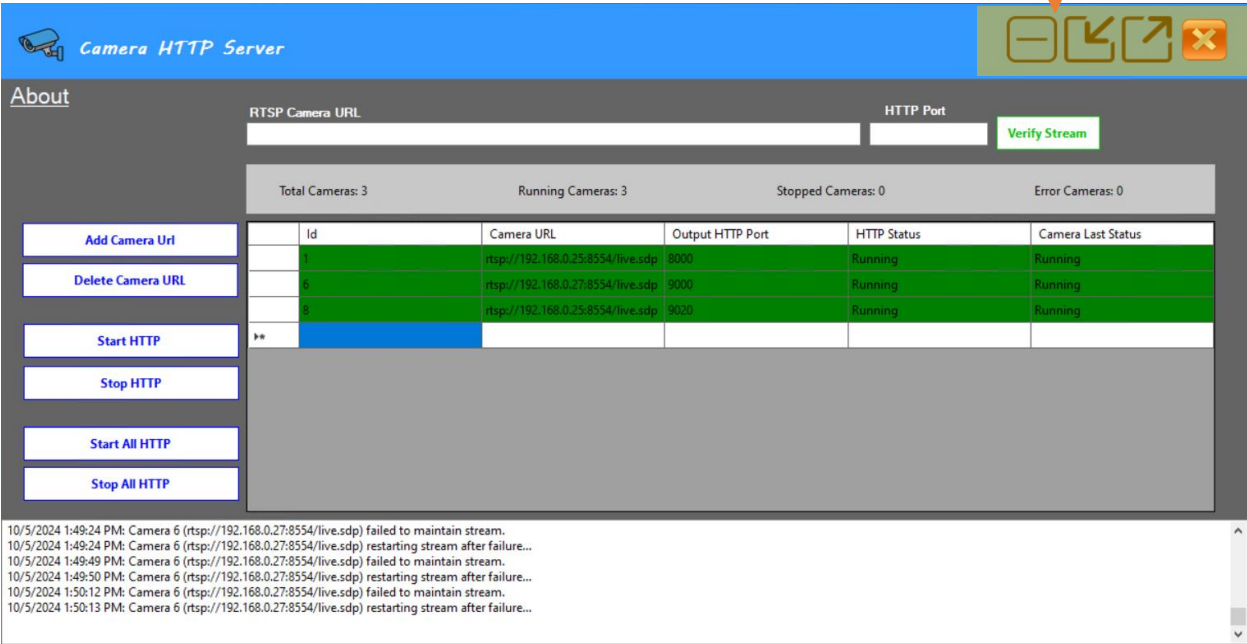 Camera HTTP Server
About
RTSP Camera URL HTTP Port
Verify Stream
Total Cameras: 3 Running Cameras: 3 Stopped Cameras: 0 Error Cameras: 0
Add Camera Url
Delete Camera URL
Start HTTP
Stop HTTP
Start All HTTP
Stop All HTTP
Id Camera URL Output HTTP Port HTTP Status Camera Last Status
1 rtsp://192.168.0.25:8554/live.sdp 8000 Running Running
6 rtsp://192.168.0.27:8554/live.sdp 9000 Running Running
8 rtsp://192.168.0.25:8554/live.sdp 9020 Running Running
10/5/2024 1:49:24 PM: Camera 6 (rtsp://192.168.0.27:8554/live.sdp) failed to maintain stream.
10/5/2024 1:49:24 PM: Camera 6 (rtsp://192.168.0.27:8554/live.sdp) restarting stream after failure...
10/5/2024 1:49:49 PM: Camera 6 (rtsp://192.168.0.27:8554/live.sdp) failed to maintain stream.
10/5/2024 1:49:50 PM: Camera 6 (rtsp://192.168.0.27:8554/live.sdp) restarting stream after failure...
10/5/2024 1:50:12 PM: Camera 6 (rtsp://192.168.0.27:8554/live.sdp) failed to maintain stream.
10/5/2024 1:50:13 PM: Camera 6 (rtsp://192.168.0.27:8554/live.sdp) restarting stream after failure...